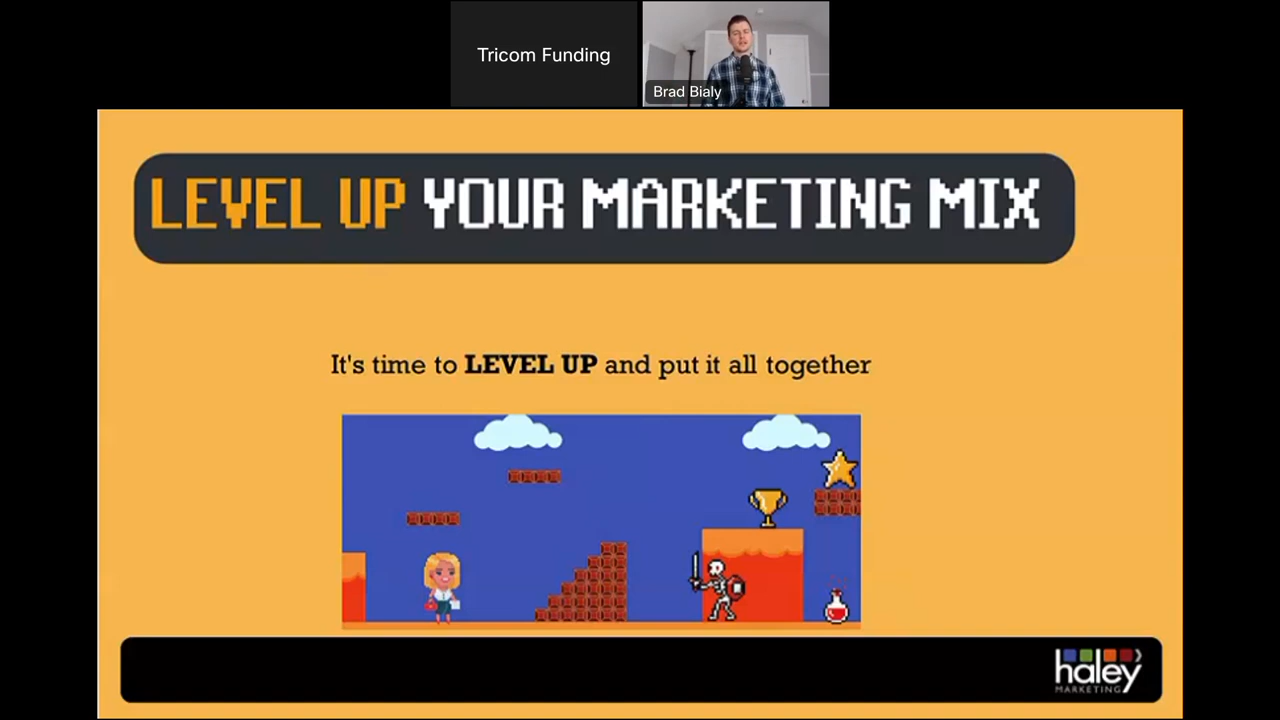 Tricom Funding
Brad Bialy
LEVEL UP YOUR MARKETING MIX
It's time to LEVEL UP and put it all together
haley
MARKETING